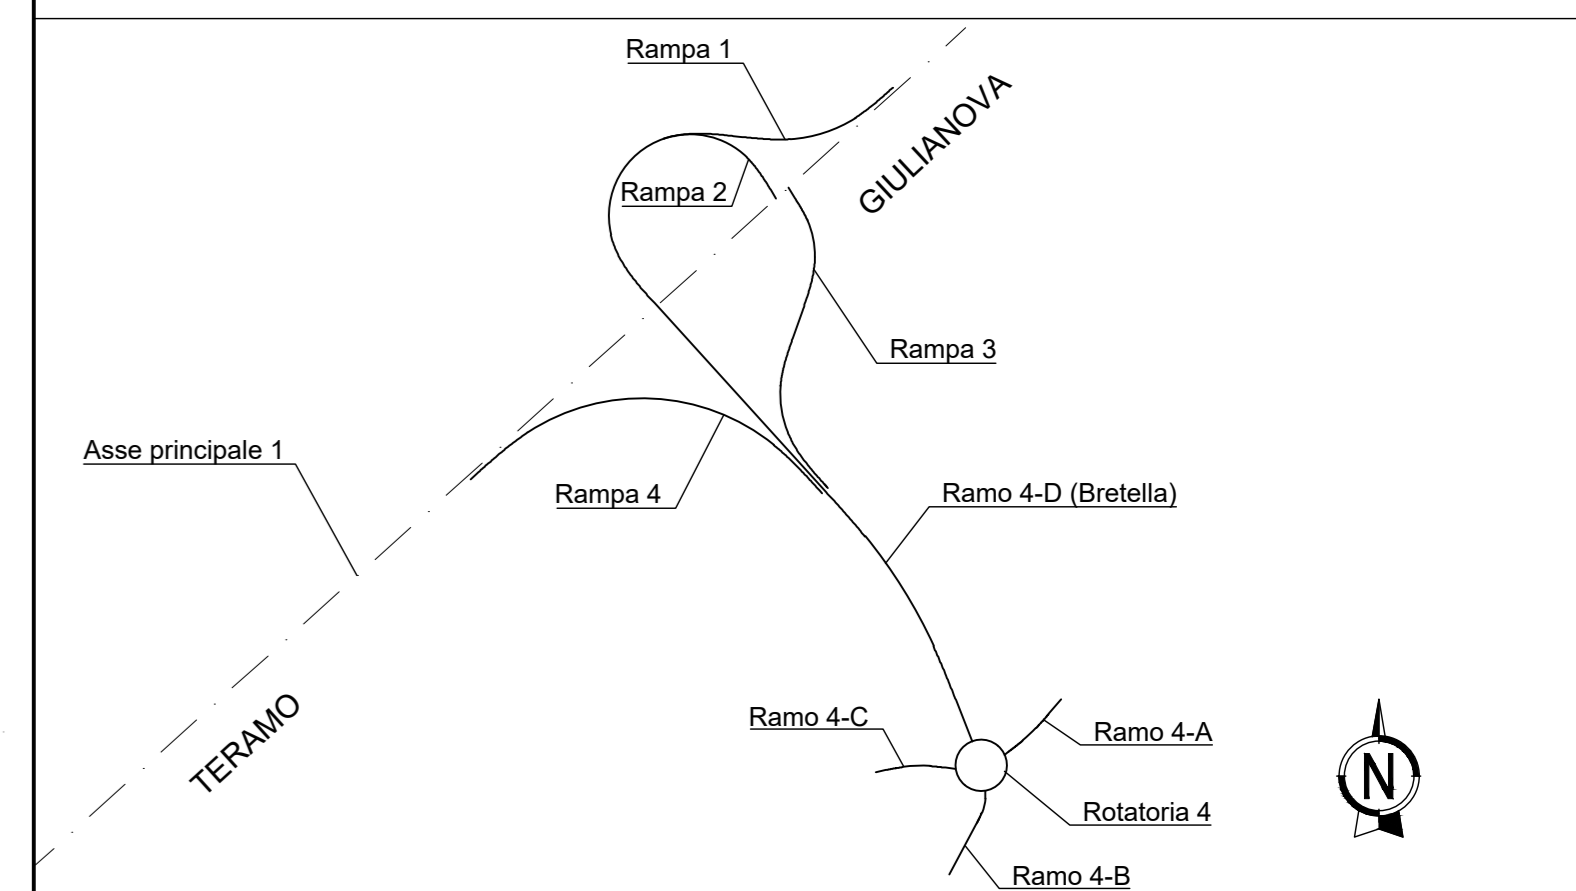 Rampa 1
GIULIANOVA
Rampa 2
Rampa 3
Asse principale 1
Rampa 4
Ramo 4-D (Bretella)
TERAMO
Ramo 4-C
Ramo 4-A
N
Rotatoria 4
Ramo 4-B